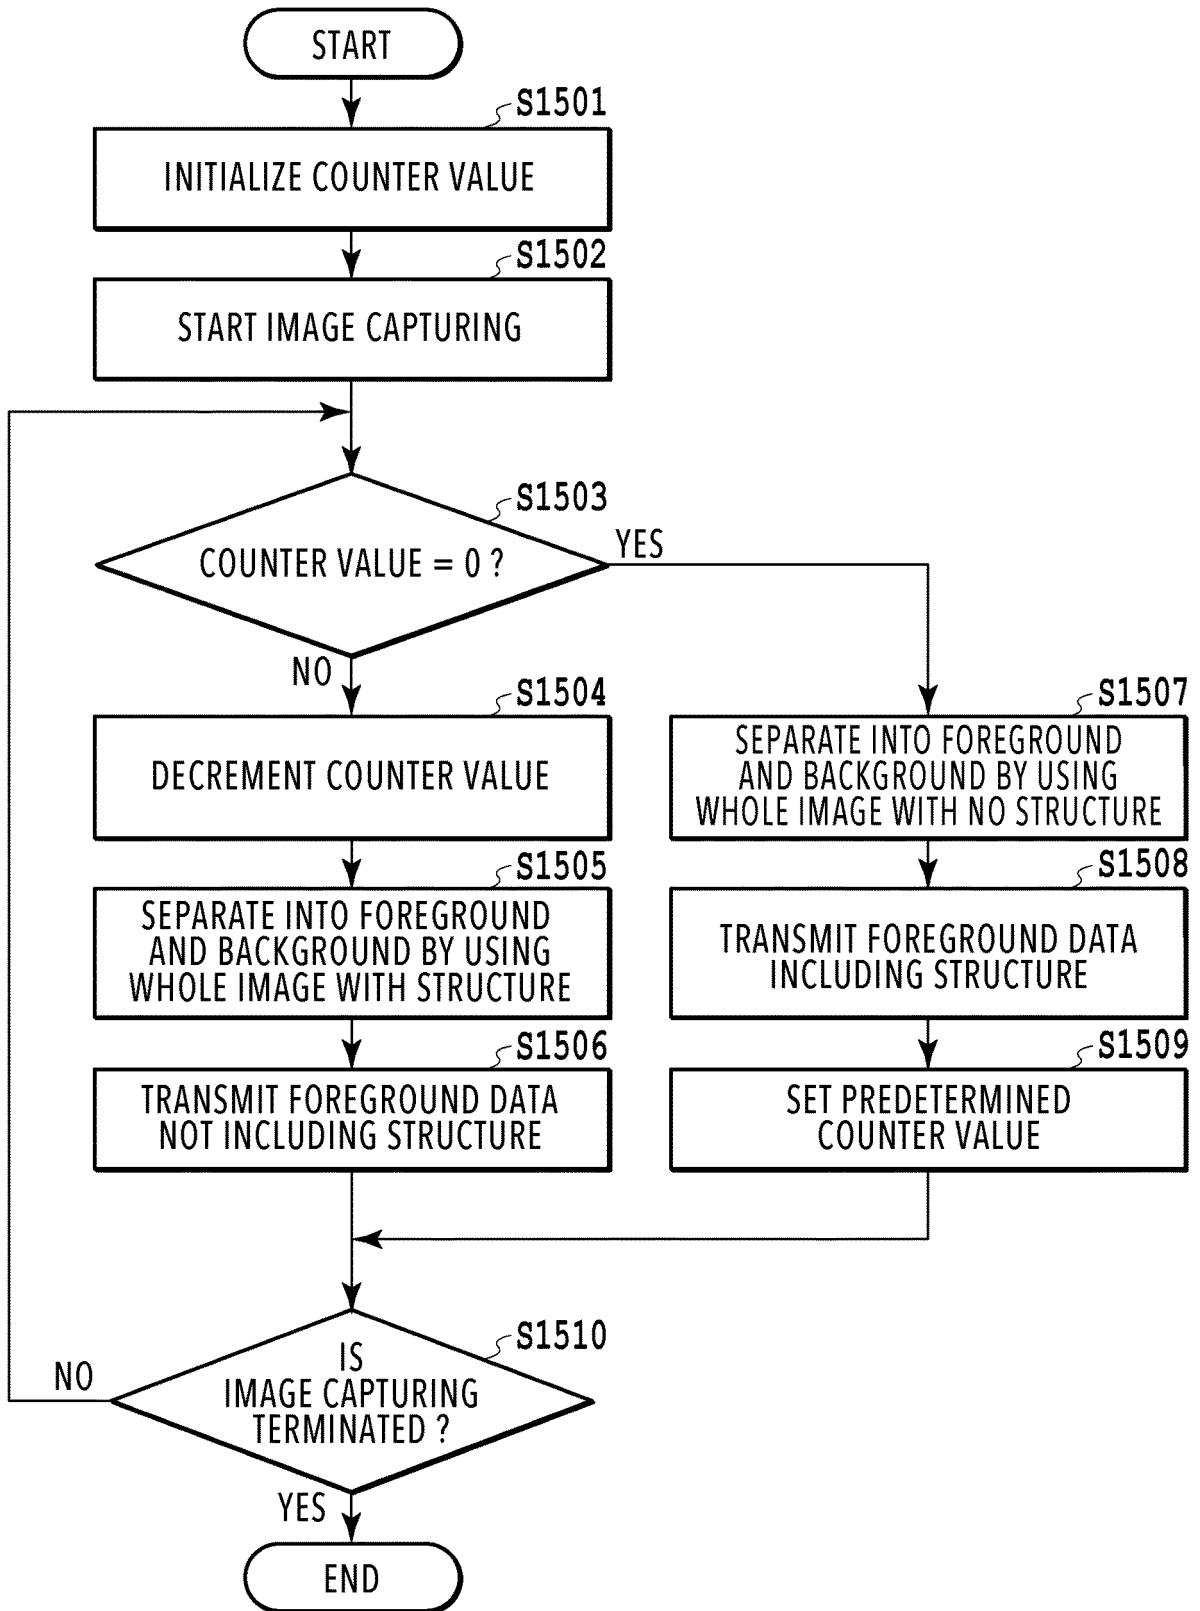 START
S1501
INITIALIZE COUNTER VALUE
S1502
START IMAGE CAPTURING
S1503
COUNTER VALUE = 0 ?
YES
NO
S1504
DECREMENT COUNTER VALUE
S1505
SEPARATE INTO FOREGROUND
AND BACKGROUND BY USING
WHOLE IMAGE WITH STRUCTURE
S1506
TRANSMIT FOREGROUND DATA
NOT INCLUDING STRUCTURE
S1507
SEPARATE INTO FOREGROUND
AND BACKGROUND BY USING
WHOLE IMAGE WITH NO STRUCTURE
S1508
TRANSMIT FOREGROUND DATA
INCLUDING STRUCTURE
S1509
SET PREDETERMINED
COUNTER VALUE
S1510
IS
IMAGE CAPTURING
TERMINATED ?
NO
YES
END